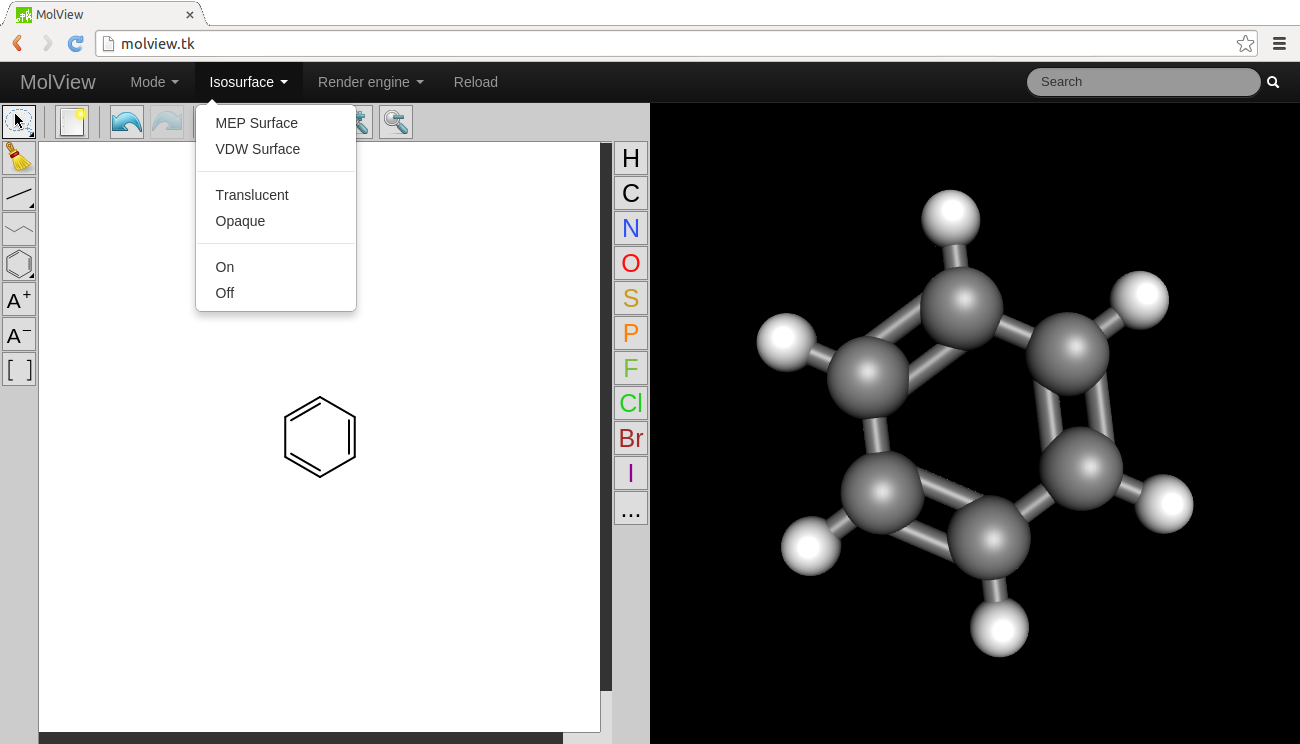 MolView
molview.tk
MolView Mode Isosurface Render engine Reload Search
MEP Surface
VDW Surface
Translucent
Opaque
On
Off
A+
A−
[ ]
H
C
N
O
S
P
F
Cl
Br
I
...